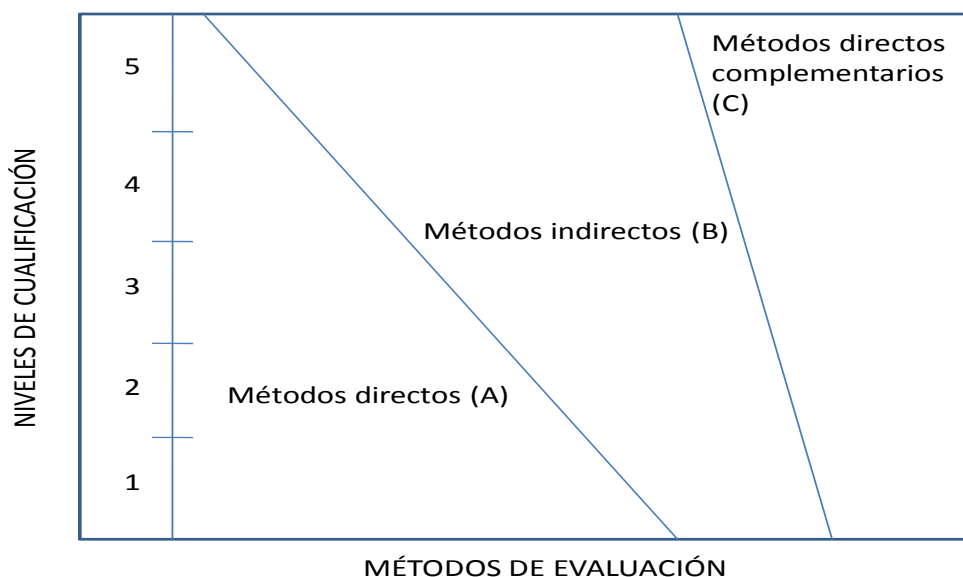 NIVELES DE CUALIFICACIÓN
5
4
3
2
1
Métodos directos
complementarios
(C)
Métodos indirectos (B)
Métodos directos (A)
MÉTODOS DE EVALUACIÓN